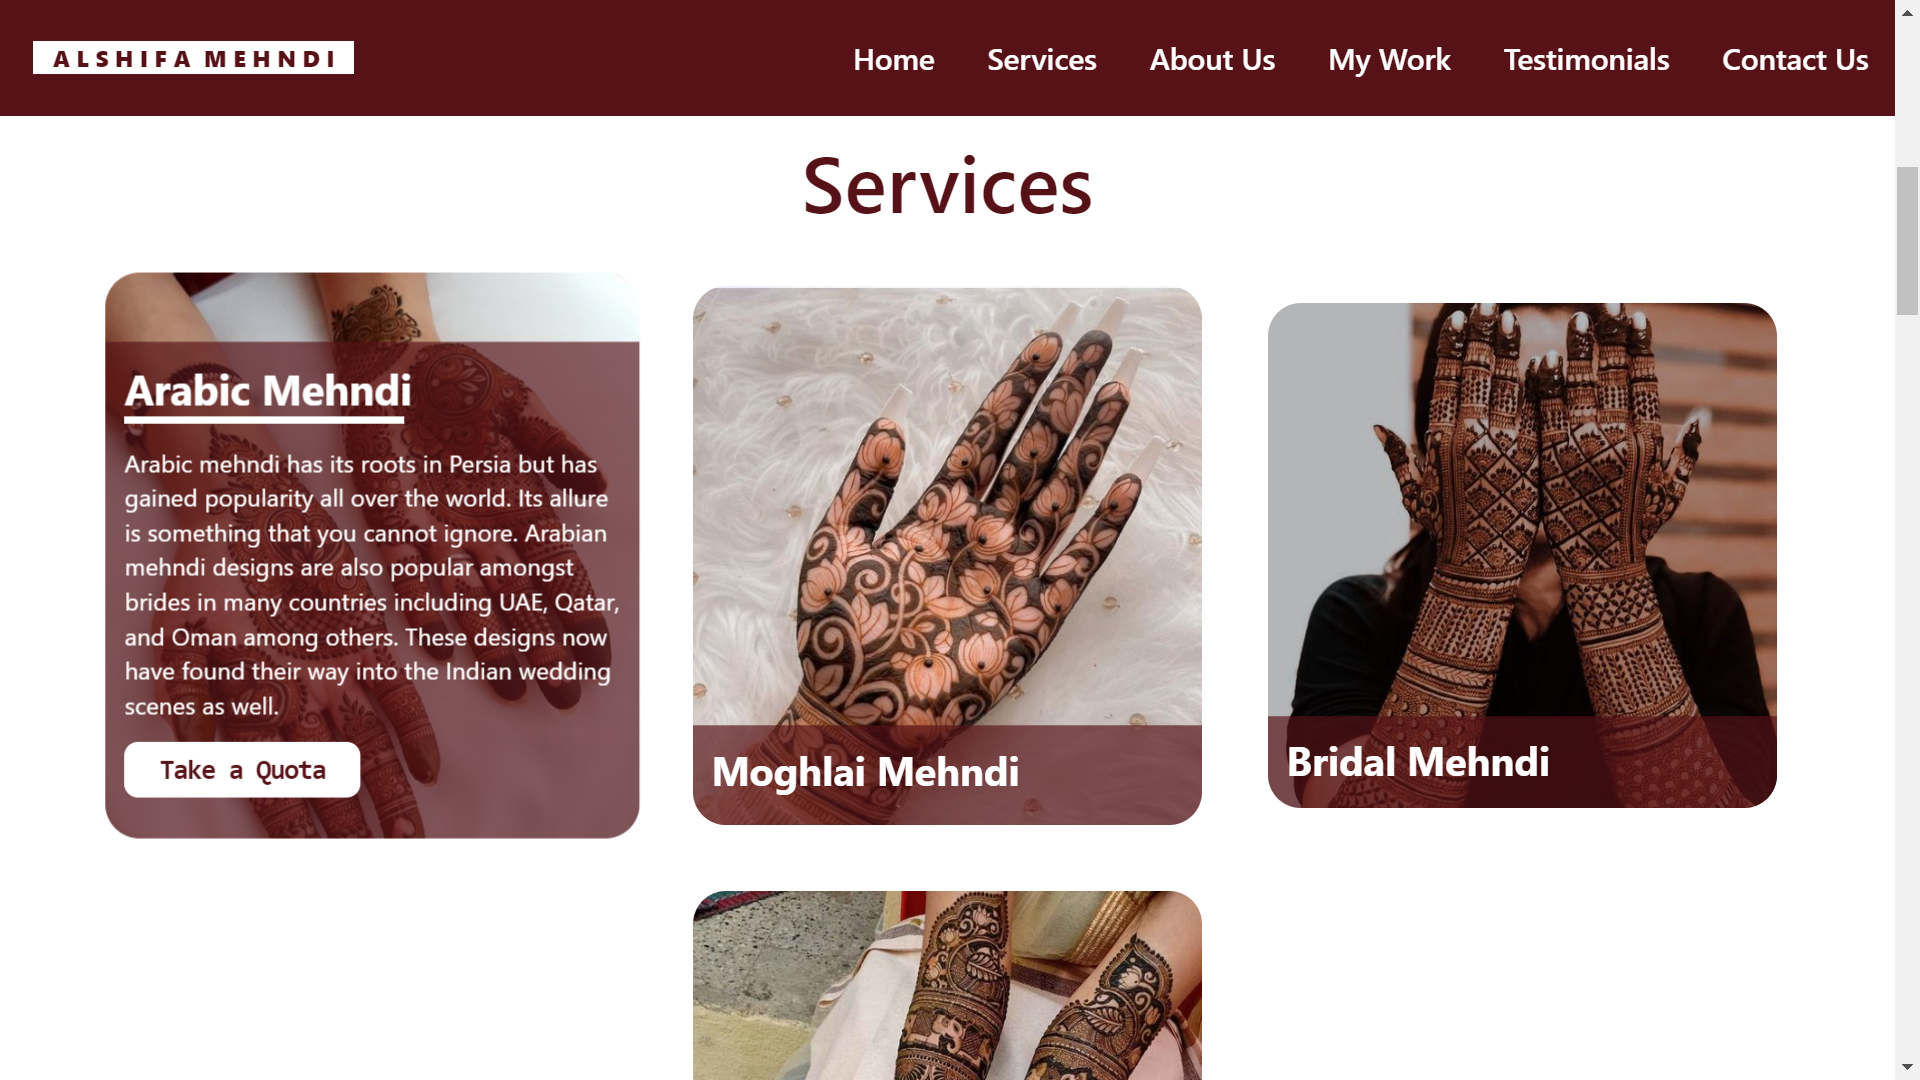 ALSHIFA MEHNDI
Home Services About Us My Work Testimonials Contact Us
Services
Arabic Mehndi
Arabic mehndi has its roots in Persia but has
gained popularity all over the world. Its allure
is something that you cannot ignore. Arabian
mehndi designs are also popular amongst
brides in many countries including UAE, Qatar,
and Oman among others. These designs now
have found their way into the Indian wedding
scenes as well.
Take a Quota
Moghlai Mehndi
Bridal Mehndi